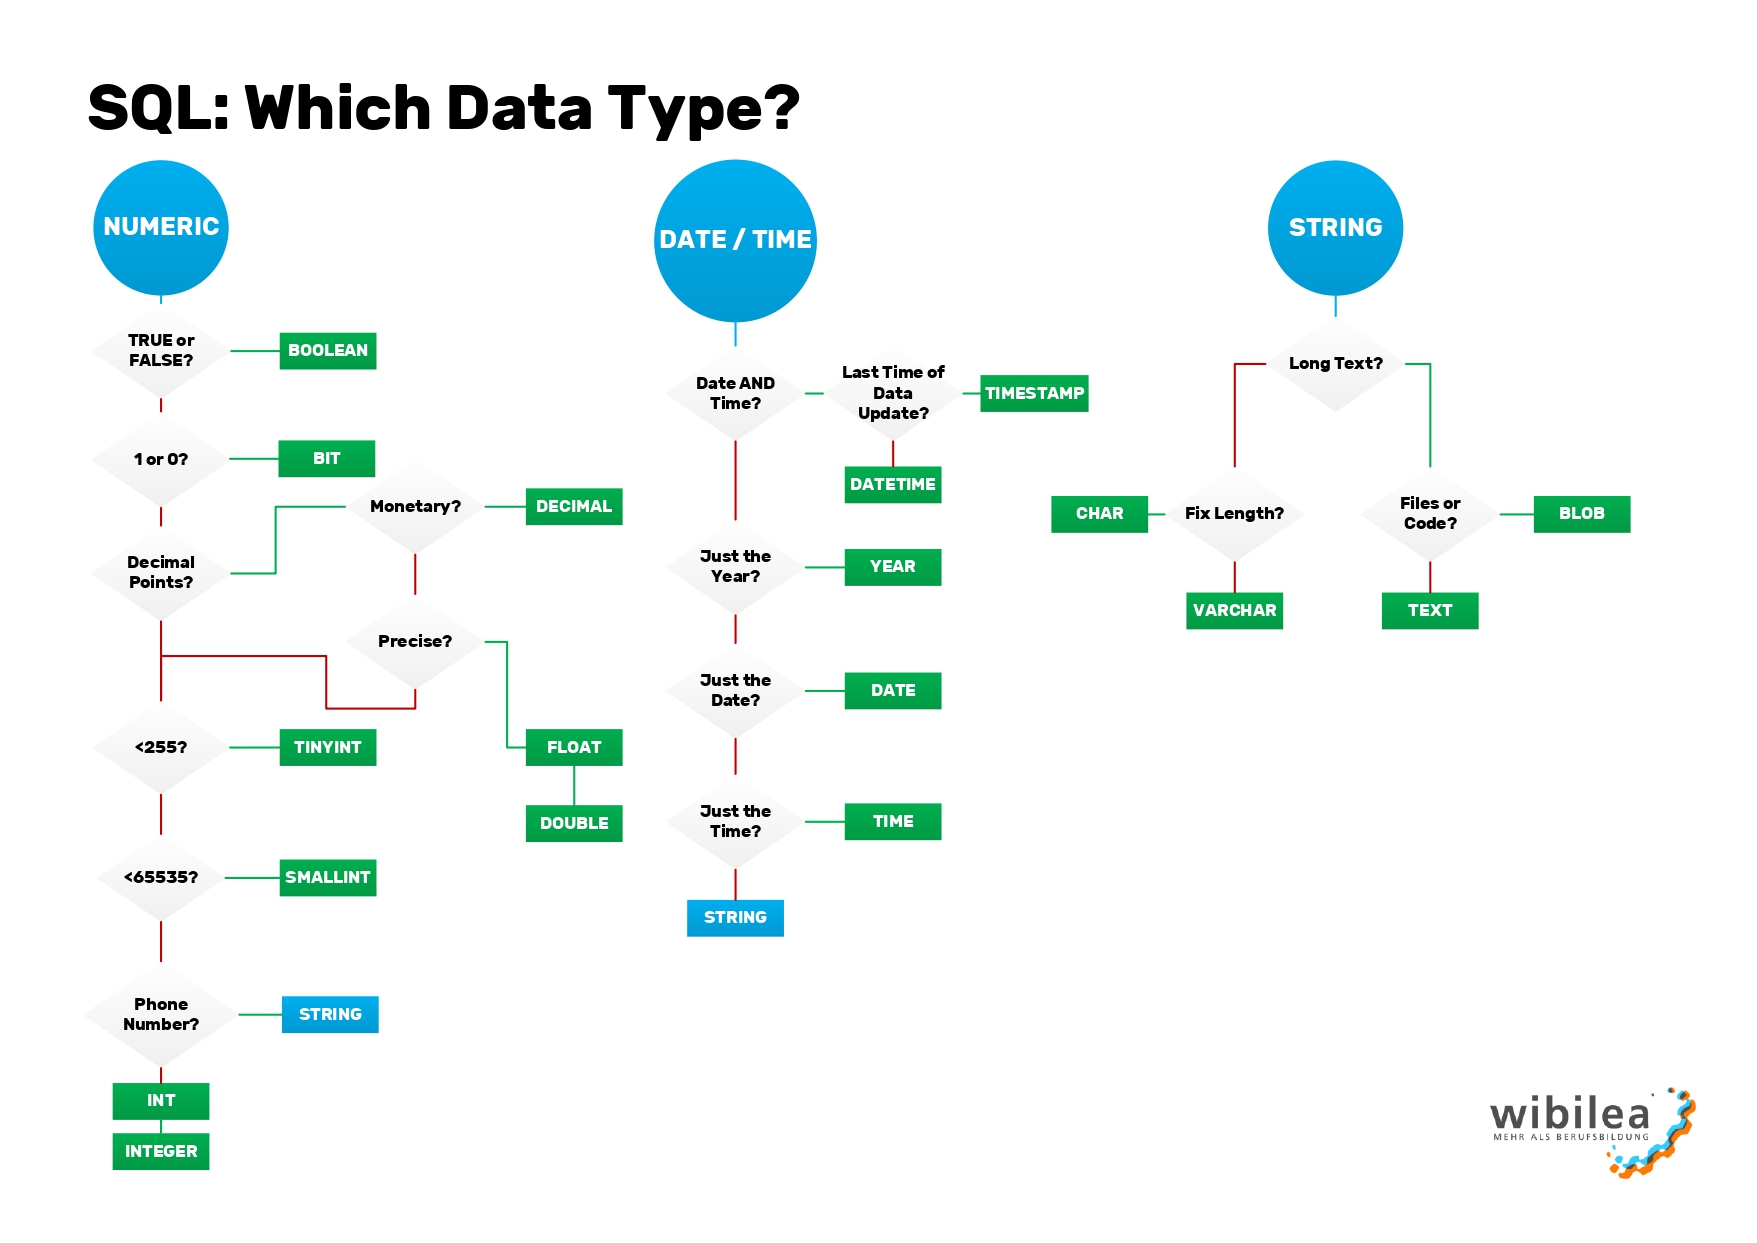 SQL: Which Data Type?
NUMERIC
TRUE or
FALSE?
BOOLEAN
1 or 0?
BIT
Decimal
Points?
Monetary?
DECIMAL
Precise?
FLOAT
DOUBLE
<255?
TINYINT
<65535?
SMALLINT
Phone
Number?
STRING
INT
INTEGER
DATE / TIME
Date AND
Time?
Last Time of
Data
Update?
TIMESTAMP
DATETIME
Just the
Year?
YEAR
Just the
Date?
DATE
Just the
Time?
TIME
STRING
STRING
Long Text?
CHAR
Fix Length?
VARCHAR
Files or
Code?
BLOB
TEXT
wibilea
MEHR ALS BERUFSBILDUNG